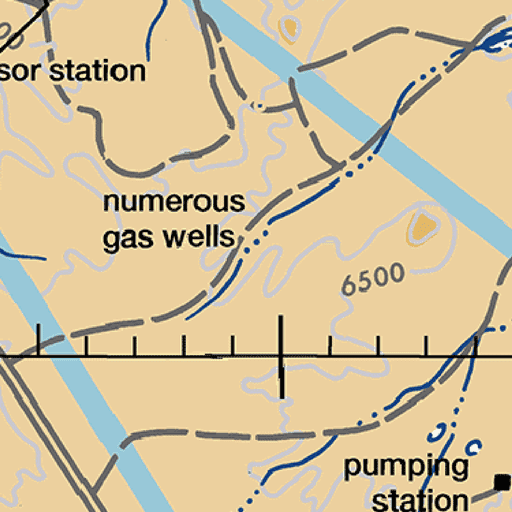 sor station
numerous
gas wells
6500
pumping
station